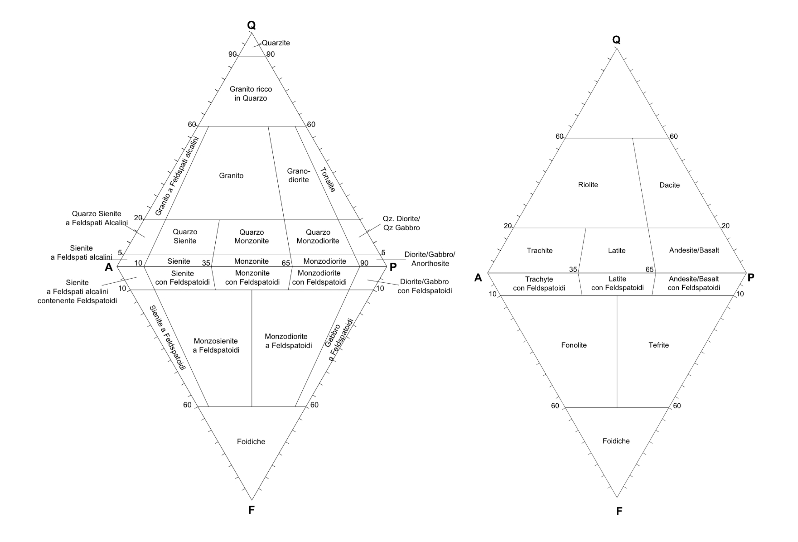 Q
Quarzite
90
90
Granito ricco
in Quarzo
60
60
Granito a Feldspati alcalini
Granito
Grano-
diorite
Tonalite
Quarzo Sienite
a Feldspati Alcalini
20
Qz. Diorite/
Qz Gabbro
Quarzo
Sienite
Quarzo
Monzonite
Quarzo
Monzodiorite
Sienite
a Feldspati alcalini
5
5
Diorite/Gabbro/
Anorthosite
A
10
Sienite
35
Monzonite
65
Monzodiorite
90
P
Sienite
con Feldspatoidi
Monzonite
con Feldspatoidi
Monzodiorite
con Feldspatoidi
Sienite
a Feldspati alcalini
contenente Feldspatoidi
10
10
Diorite/Gabbro
con Feldspatoidi
Sienite a Feldspatoidi
Monzosienite
a Feldspatoidi
Monzodiorite
a Feldspatoidi
Gabbro
a Feldspatoidi
60
60
Foidiche
F
Q
60
60
Riolite
Dacite
20
20
Trachite
Latite
Andesite/Basalt
A
35
65
P
Trachyte
con Feldspatoidi
Latite
con Feldspatoidi
Andesite/Basalt
con Feldspatoidi
10
10
Fonolite
Tefrite
60
60
Foidiche
F